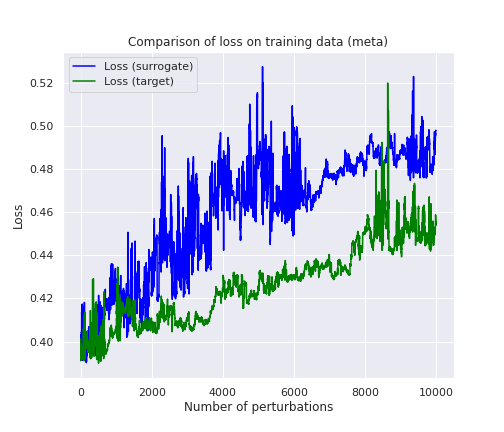 Comparison of loss on training data (meta)
Loss (surrogate)
Loss (target)
0.52
0.50
0.48
0.46
0.44
0.42
0.40
Loss
0 2000 4000 6000 8000 10000
Number of perturbations